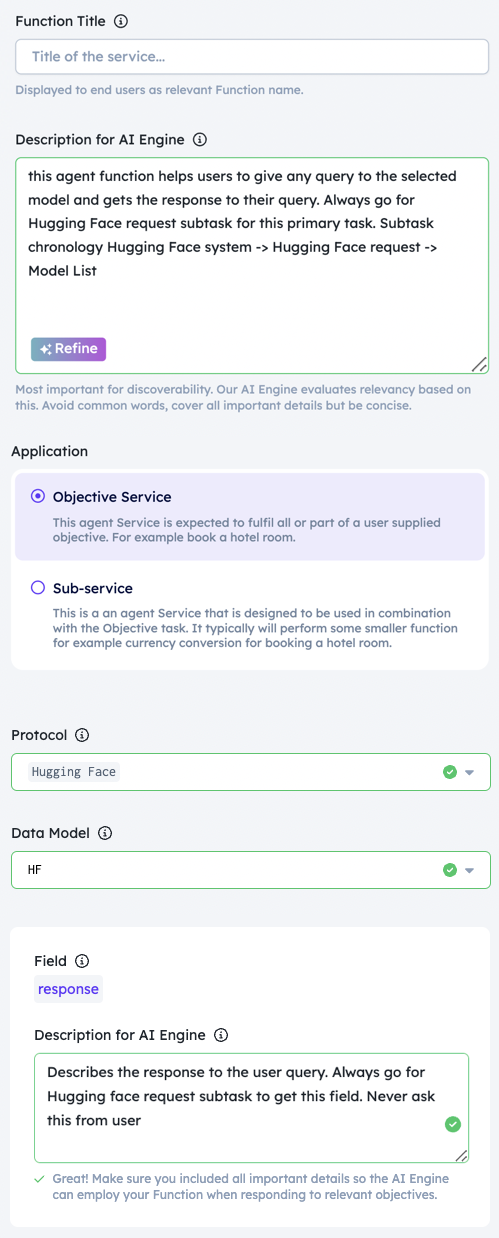 Function Title
Title of the service...
Displayed to end users as relevant Function name.
Description for AI Engine
this agent function helps users to give any query to the selected
model and gets the response to their query. Always go for
Hugging Face request subtask for this primary task. Subtask
chronology Hugging Face system -> Hugging Face request ->
Model List
Refine
Most important for discoverability. Our AI Engine evaluates relevancy based on
this. Avoid common words, cover all important details but be concise.
Application
Objective Service
This agent Service is expected to fulfil all or part of a user supplied
objective. For example book a hotel room.
Sub-service
This is a an agent Service that is designed to be used in combination
with the Objective task. It typically will perform some smaller function
for example currency conversion for booking a hotel room.
Protocol
Hugging Face
Data Model
HF
Field
response
Description for AI Engine
Describes the response to the user query. Always go for
Hugging face request subtask to get this field. Never ask
this from user
Great! Make sure you included all important details so the AI Engine
can employ your Function when responding to relevant objectives.